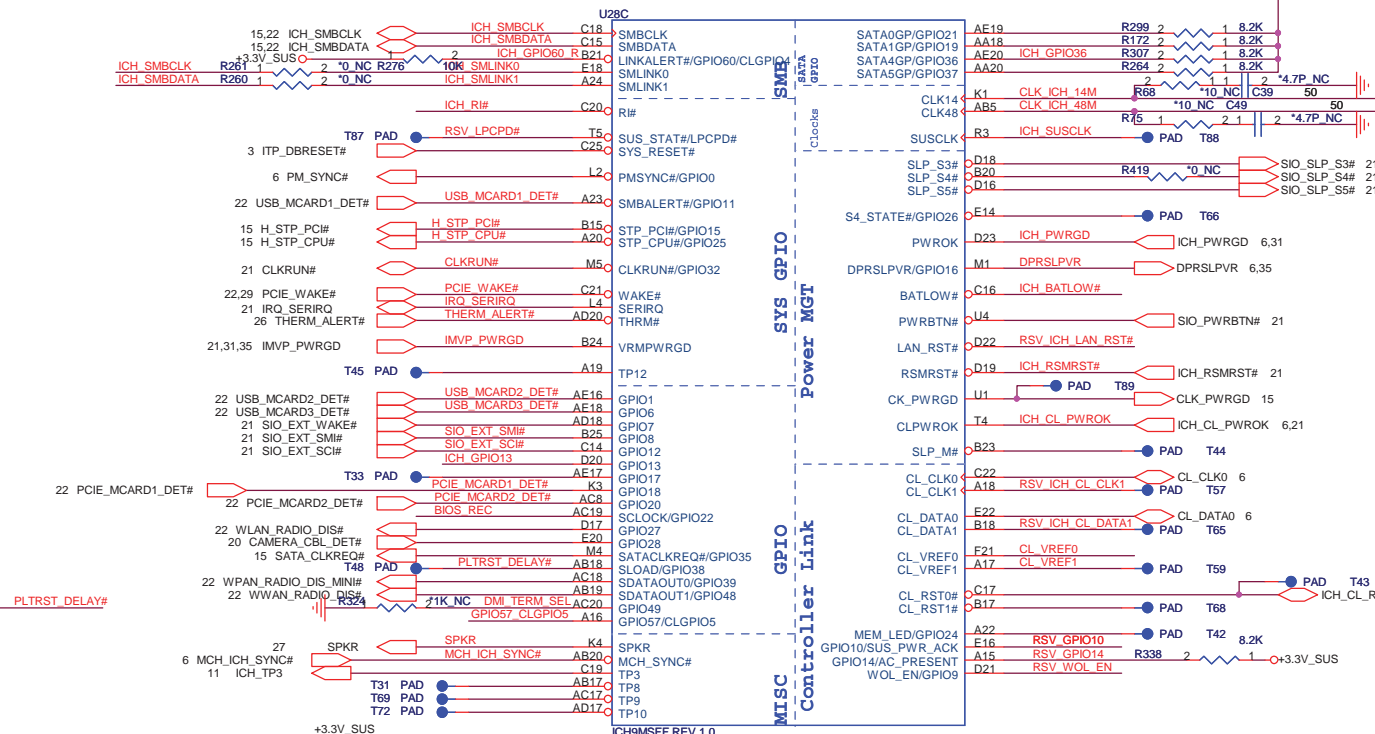 U28C
15,22 ICH_SMBCLK ICH_SMBCLK C18 SMBCLK
15,22 ICH_SMBDATA ICH_SMBDATA C15 SMBDATA
+3.3V_SUS 1 2 ICH_GPIO60_R B21 LINKALERT#/GPIO60/CLGPIO4
ICH_SMBCLK R261 1 2 *0_NC R276 10K ICH_SMLINK0 E18 SMLINK0
ICH_SMBDATA R260 1 2 *0_NC ICH_SMLINK1 A24 SMLINK1
ICH_RI# C20 RI#
T87 PAD RSV_LPCPD# T5 SUS_STAT#/LPCPD#
3 ITP_DBRESET# C25 SYS_RESET#
6 PM_SYNC# L2 PMSYNC#/GPIO0
22 USB_MCARD1_DET# USB_MCARD1_DET# A23 SMBALERT#/GPIO11
15 H_STP_PCI# H_STP_PCI# B15 STP_PCI#/GPIO15
15 H_STP_CPU# H_STP_CPU# A20 STP_CPU#/GPIO25
21 CLKRUN# CLKRUN# M5 CLKRUN#/GPIO32
22,29 PCIE_WAKE# PCIE_WAKE# C21 WAKE#
21 IRQ_SERIRQ IRQ_SERIRQ L4 SERIRQ
26 THERM_ALERT# THERM_ALERT# AD20 THRM#
21,31,35 IMVP_PWRGD IMVP_PWRGD B24 VRMPWRGD
T45 PAD A19 TP12
22 USB_MCARD2_DET# USB_MCARD2_DET# AE16 GPIO1
22 USB_MCARD3_DET# USB_MCARD3_DET# AE18 GPIO6
21 SIO_EXT_WAKE# AD18 GPIO7
21 SIO_EXT_SMI# SIO_EXT_SMI# B25 GPIO8
21 SIO_EXT_SCI# SIO_EXT_SCI# C14 GPIO12
ICH_GPIO13 D20 GPIO13
T33 PAD AE17 GPIO17
22 PCIE_MCARD1_DET# PCIE_MCARD1_DET# K3 GPIO18
22 PCIE_MCARD2_DET# PCIE_MCARD2_DET# AC8 GPIO20
BIOS_REC AC19 SCLOCK/GPIO22
22 WLAN_RADIO_DIS# D17 GPIO27
20 CAMERA_CBL_DET# E20 GPIO28
15 SATA_CLKREQ# M4 SATACLKREQ#/GPIO35
T48 PAD PLTRST_DELAY# AB18 SLOAD/GPIO38
22 WPAN_RADIO_DIS_MINI# AC18 SDATAOUT0/GPIO39
22 WWAN_RADIO_DIS# AB19 SDATAOUT1/GPIO48
PLTRST_DELAY# R324 *1K_NC 2 DMI_TERM_SEL AC20 GPIO49
GPIO57_CLGPIO5 A16 GPIO57/CLGPIO5
27 SPKR SPKR K4 SPKR
6 MCH_ICH_SYNC# MCH_ICH_SYNC# AB20 MCH_SYNC#
11 ICH_TP3 C19 TP3
T31 PAD AB17 TP8
T69 PAD AC17 TP9
T72 PAD AD17 TP10
+3.3V_SUS
ICH9MSFF REV 1.0
SMB
SYS GPIO
GPIO
MISC
SATA GPIO
Clocks
Power MGT
Controller Link
SATA0GP/GPIO21 AE19 R299 2 1 8.2K
SATA1GP/GPIO19 AA18 R172 2 1 8.2K
SATA4GP/GPIO36 AE20 ICH_GPIO36 R307 2 1 8.2K
SATA5GP/GPIO37 AA20 R264 2 1 8.2K
CLK14 K1 CLK_ICH_14M R68 2 1 *10_NC C39 1 2 *4.7P_NC 50
CLK48 AB5 CLK_ICH_48M R75 1 2 *10_NC C49 1 2 *4.7P_NC 50
SUSCLK R3 ICH_SUSCLK PAD T88
SLP_S3# D18 SIO_SLP_S3# 21
SLP_S4# B20 R419 *0_NC SIO_SLP_S4# 21
SLP_S5# D16 SIO_SLP_S5# 21
S4_STATE#/GPIO26 E14 PAD T66
PWROK D23 ICH_PWRGD ICH_PWRGD 6,31
DPRSLPVR/GPIO16 M1 DPRSLPVR DPRSLPVR 6,35
BATLOW# C16 ICH_BATLOW#
PWRBTN# U4 SIO_PWRBTN# 21
LAN_RST# D22 RSV_ICH_LAN_RST#
RSMRST# D19 ICH_RSMRST# ICH_RSMRST# 21
PAD T89
CK_PWRGD U1 CLK_PWRGD 15
CLPWROK T4 ICH_CL_PWROK ICH_CL_PWROK 6,21
SLP_M# B23 PAD T44
CL_CLK0 C22 CL_CLK0 6
CL_CLK1 A18 RSV_ICH_CL_CLK1 PAD T57
CL_DATA0 E22 CL_DATA0 6
CL_DATA1 B18 RSV_ICH_CL_DATA1 PAD T65
CL_VREF0 F21 CL_VREF0
CL_VREF1 A17 CL_VREF1 PAD T59
PAD T43
CL_RST0# C17 ICH_CL_R
CL_RST1# B17 PAD T68
MEM_LED/GPIO24 A22 PAD T42
GPIO10/SUS_PWR_ACK E16 RSV_GPIO10
GPIO14/AC_PRESENT A15 RSV_GPIO14 R338 2 1 8.2K +3.3V_SUS
WOL_EN/GPIO9 D21 RSV_WOL_EN